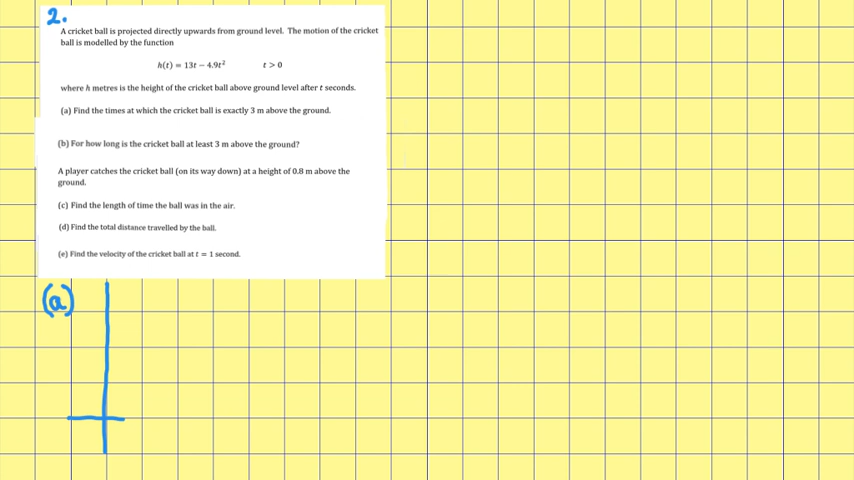 2.
A cricket ball is projected directly upwards from ground level. The motion of the cricket
ball is modelled by the function
h(t) = 13t − 4.9t² t > 0
where h metres is the height of the cricket ball above ground level after t seconds.
(a) Find the times at which the cricket ball is exactly 3 m above the ground.
(b) For how long is the cricket ball at least 3 m above the ground?
A player catches the cricket ball (on its way down) at a height of 0.8 m above the
ground.
(c) Find the length of time the ball was in the air.
(d) Find the total distance travelled by the ball.
(e) Find the velocity of the cricket ball at t = 1 second.
(a)